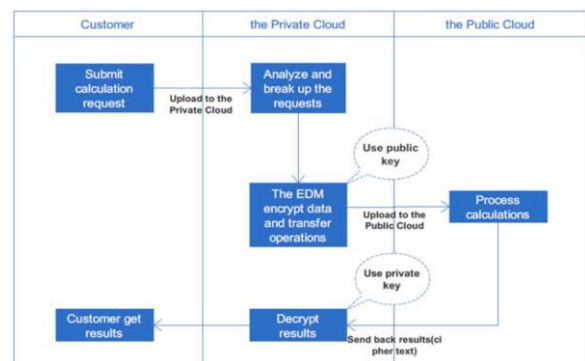 Customer
the Private Cloud
the Public Cloud
Submit
calculation
request
Upload to the
Private Cloud
Analyze and
break up the
requests
Use public
key
The EDM
encrypt data
and transfer
operations
Upload to the
Public Cloud
Process
calculations
Use private
key
Customer get
results
Decrypt
results
Send back results(ci
pher text)